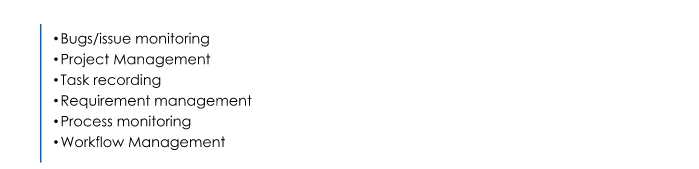 •Bugs/issue monitoring
•Project Management
•Task recording
•Requirement management
•Process monitoring
•Workflow Management